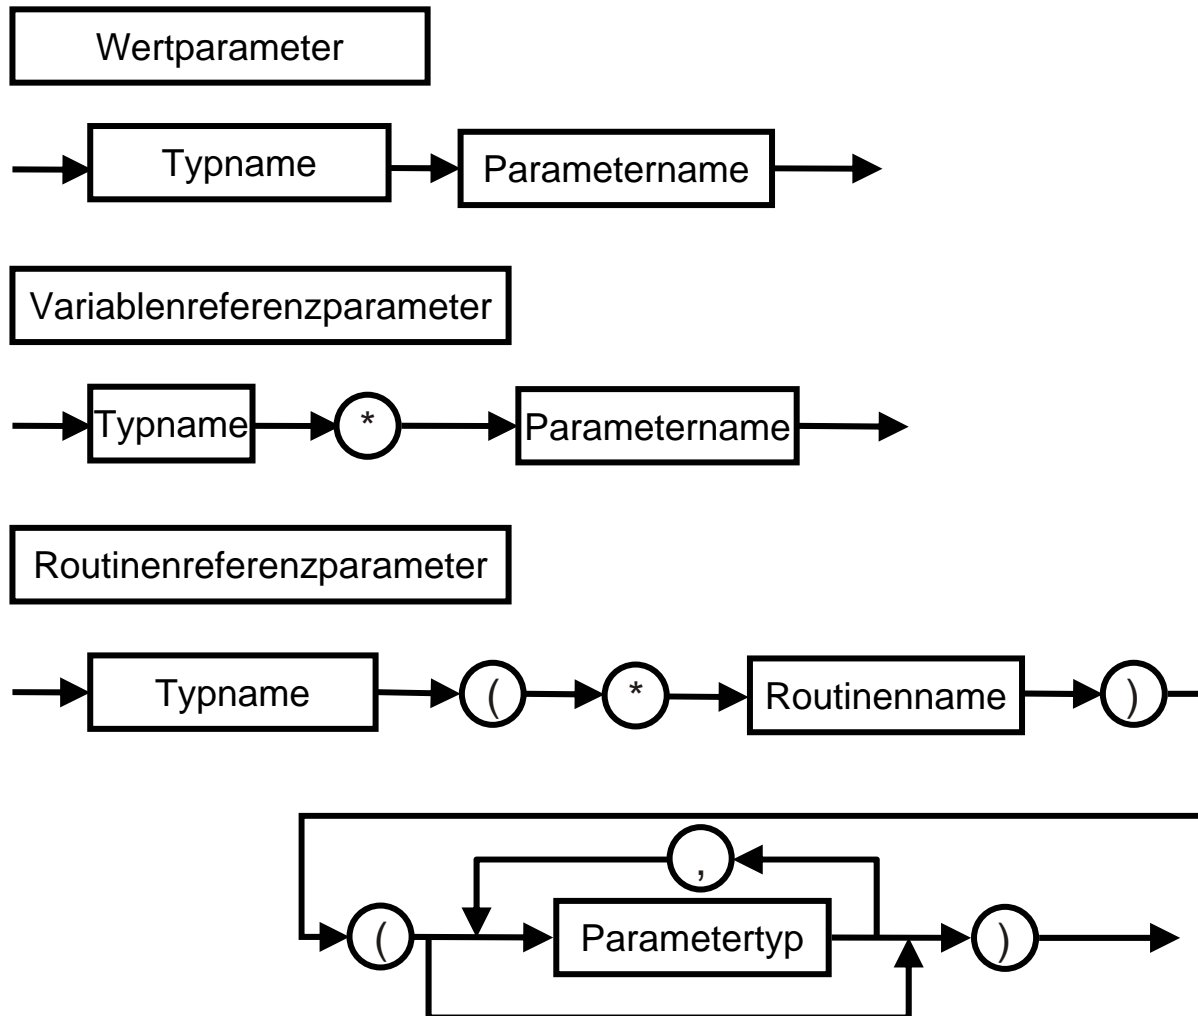 Wertparameter
Typname Parametername
Variablenreferenzparameter
Typname * Parametername
Routinenreferenzparameter
Typname ( * Routinenname )
,
( Parametertyp )